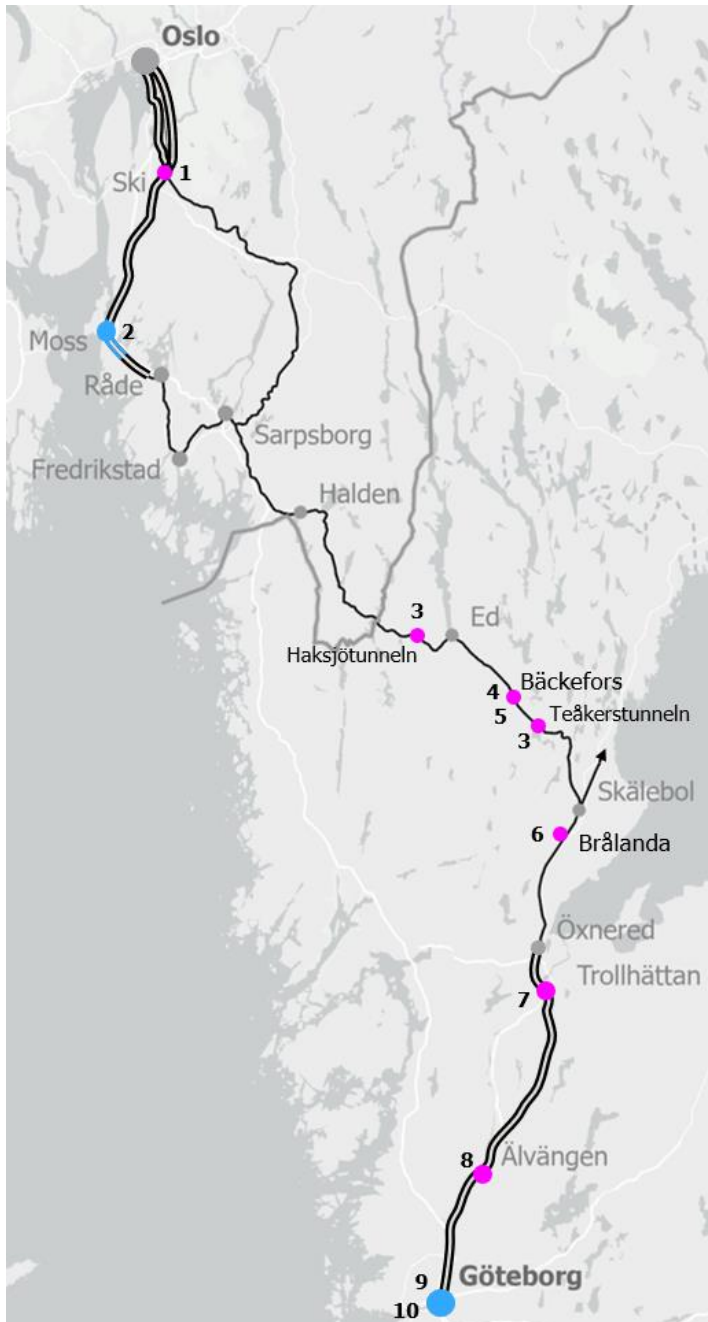 Oslo
Ski 1
Moss 2
Råde
Sarpsborg
Fredrikstad
Halden
3
Haksjötunneln
Ed
4 Bäckefors
5 Teåkerstunneln
3
Skälebol
6 Brålanda
Öxnered
Trollhättan
7
8 Älvängen
9 Göteborg
10